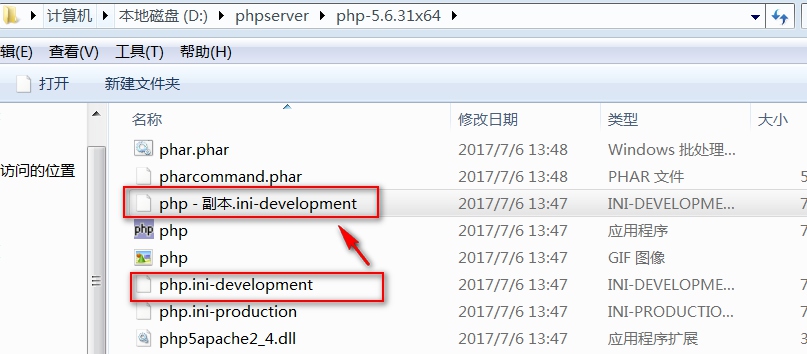 计算机 本地磁盘 (D:) phpserver php-5.6.31x64
辑(E) 查看(V) 工具(T) 帮助(H)
打开 新建文件夹
名称 修改日期 类型 大小
phar.phar 2017/7/6 13:48 Windows 批处理...
访问的位置 pharcommand.phar 2017/7/6 13:48 PHAR 文件 5
php - 副本.ini-development 2017/7/6 13:47 INI-DEVELOPME... 7
php php 2017/7/6 13:47 应用程序
php 2017/7/6 13:47 GIF 图像
php.ini-development 2017/7/6 13:47 INI-DEVELOPME... 7
php.ini-production 2017/7/6 13:47 INI-PRODUCTIO... 7
php5apache2_4.dll 2017/7/6 13:47 应用程序扩展